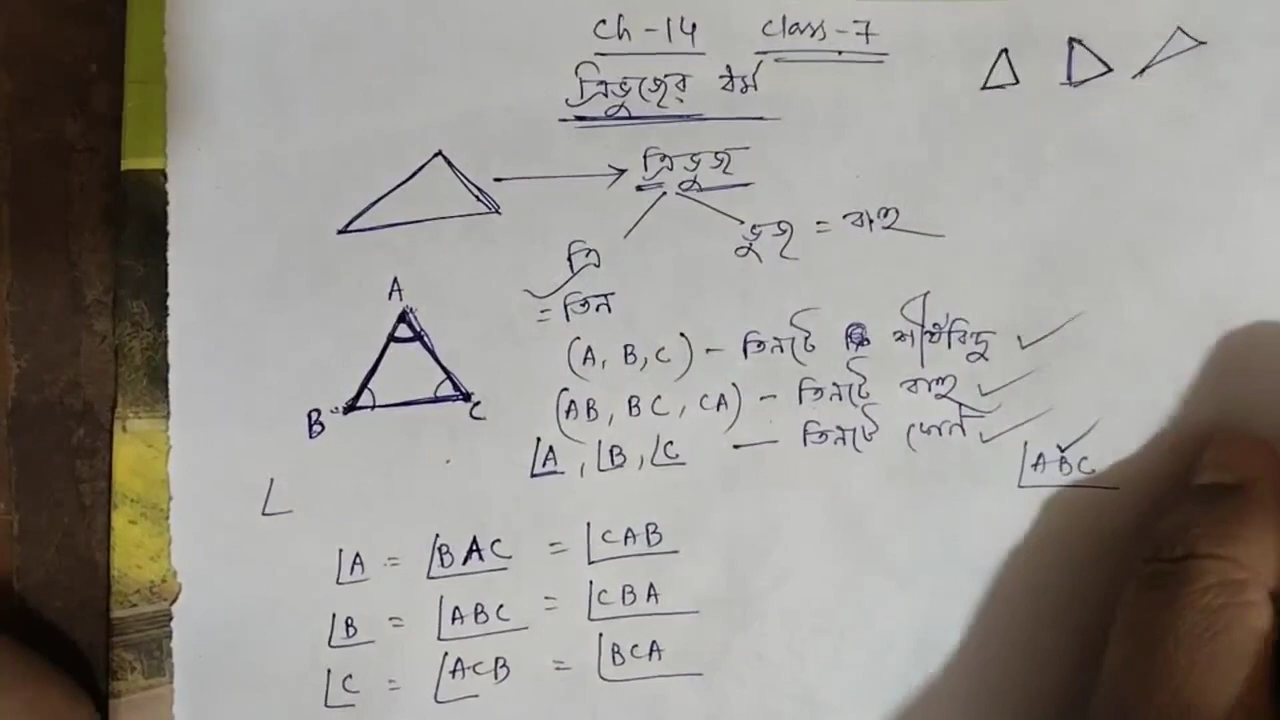 Ch-14 Class-7
ত্রিভুজের ধর্ম
ত্রিভুজ
ত্রি ভুজ = বাহু
= তিন
A
B C
(A, B, C) - তিনটে শীর্ষবিন্দু ✓
(AB, BC, CA) - তিনটে বাহু ✓
∠A, ∠B, ∠C — তিনটে কোণ ✓
∠ABC
∠
∠A = ∠BAC = ∠CAB
∠B = ∠ABC = ∠CBA
∠C = ∠ACB = ∠BCA